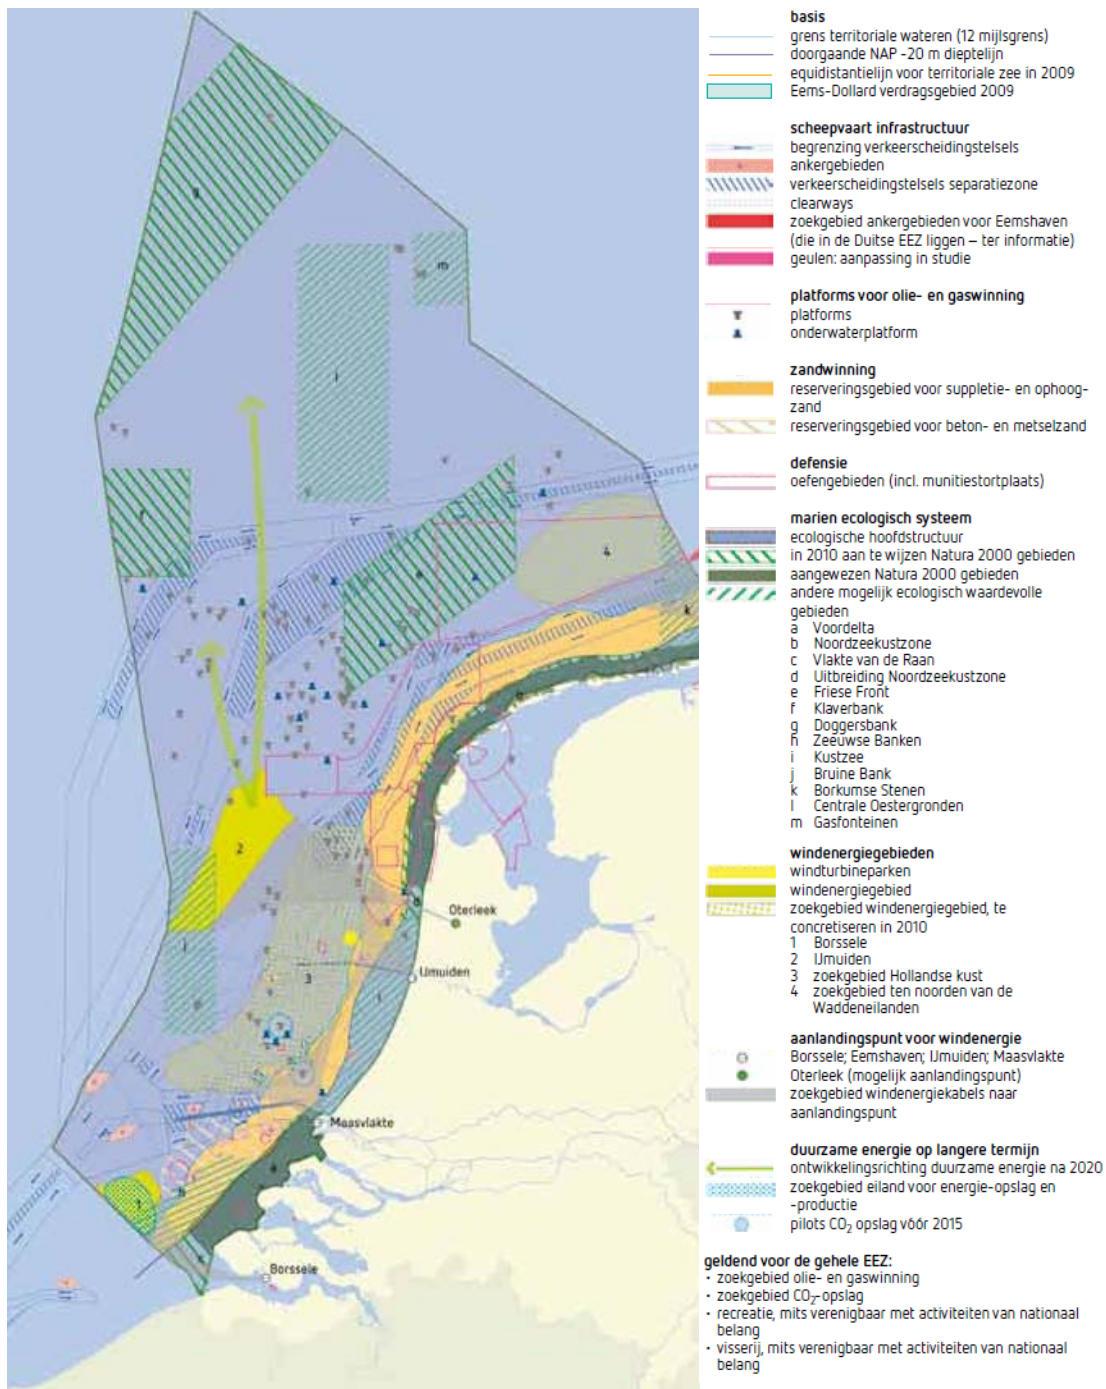 g
m
l
f
e
4
k
b
2
Oterleek
d
j
3
IJmuiden
i
Maasvlakte
a
1
h
c
Borssele
basis
grens territoriale wateren (12 mijlsgrens)
doorgaande NAP -20 m dieptelijn
equidistantielijn voor territoriale zee in 2009
Eems-Dollard verdragsgebied 2009
scheepvaart infrastructuur
begrenzing verkeerscheidingstelsels
ankergebieden
verkeerscheidingstelsels separatiezone
clearways
zoekgebied ankergebieden voor Eemshaven
(die in de Duitse EEZ liggen – ter informatie)
geulen: aanpassing in studie
platforms voor olie- en gaswinning
platforms
onderwaterplatform
zandwinning
reserveringsgebied voor suppletie- en ophoog-
zand
reserveringsgebied voor beton- en metselzand
defensie
oefengebieden (incl. munitiestortplaats)
marien ecologisch systeem
ecologische hoofdstructuur
in 2010 aan te wijzen Natura 2000 gebieden
aangewezen Natura 2000 gebieden
andere mogelijk ecologisch waardevolle
gebieden
a Voordelta
b Noordzeekustzone
c Vlakte van de Raan
d Uitbreiding Noordzeekustzone
e Friese Front
f Klaverbank
g Doggersbank
h Zeeuwse Banken
i Kustzee
j Bruine Bank
k Borkumse Stenen
l Centrale Oestergronden
m Gasfonteinen
windenergiegebieden
windturbineparken
windenergiegebied
zoekgebied windenergiegebied, te
concretiseren in 2010
1 Borssele
2 IJmuiden
3 zoekgebied Hollandse kust
4 zoekgebied ten noorden van de
Waddeneilanden
aanlandingspunt voor windenergie
Borssele; Eemshaven; IJmuiden; Maasvlakte
Oterleek (mogelijk aanlandingspunt)
zoekgebied windenergiekabels naar
aanlandingspunt
duurzame energie op langere termijn
ontwikkelingsrichting duurzame energie na 2020
zoekgebied eiland voor energie-opslag en
-productie
pilots CO₂ opslag vóór 2015
geldend voor de gehele EEZ:
· zoekgebied olie- en gaswinning
· zoekgebied CO₂-opslag
· recreatie, mits verenigbaar met activiteiten van nationaal
belang
· visserij, mits verenigbaar met activiteiten van nationaal
belang